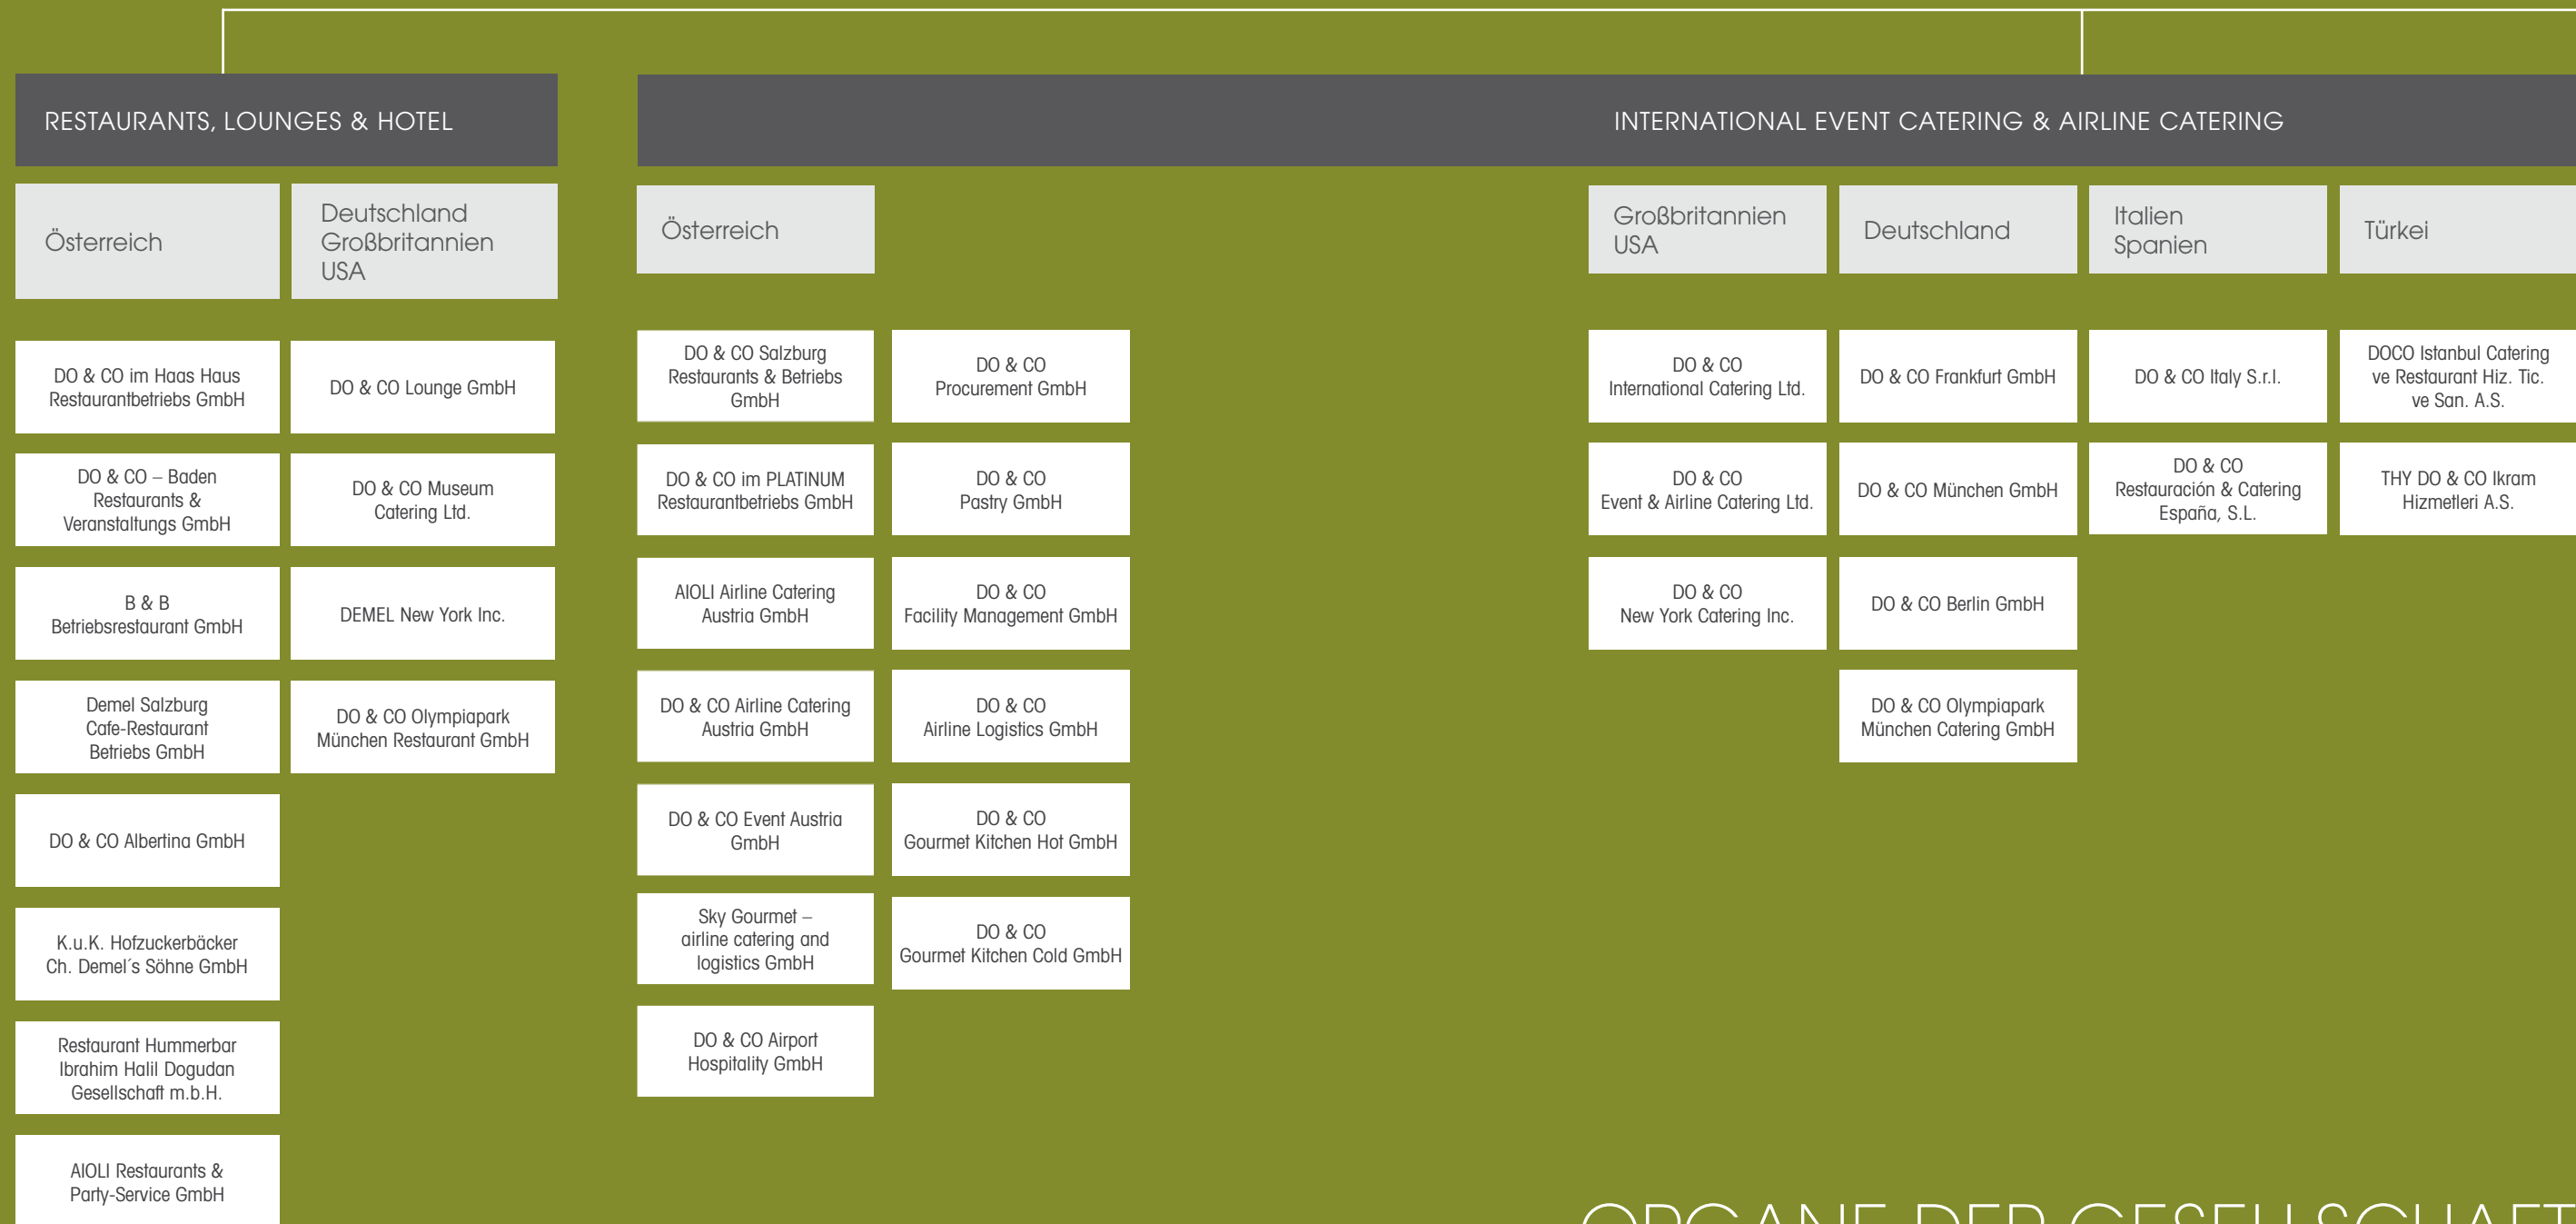 RESTAURANTS, LOUNGES & HOTEL
Österreich
DO & CO im Haas Haus
Restaurantbetriebs GmbH
DO & CO – Baden
Restaurants &
Veranstaltungs GmbH
B & B
Betriebsrestaurant GmbH
Demel Salzburg
Cafe-Restaurant
Betriebs GmbH
DO & CO Albertina GmbH
K.u.K. Hofzuckerbäcker
Ch. Demel´s Söhne GmbH
Restaurant Hummerbar
Ibrahim Halil Dogudan
Gesellschaft m.b.H.
AIOLI Restaurants &
Party-Service GmbH
Deutschland
Großbritannien
USA
DO & CO Lounge GmbH
DO & CO Museum
Catering Ltd.
DEMEL New York Inc.
DO & CO Olympiapark
München Restaurant GmbH
INTERNATIONAL EVENT CATERING & AIRLINE CATERING
Österreich
DO & CO Salzburg
Restaurants & Betriebs
GmbH
DO & CO im PLATINUM
Restaurantbetriebs GmbH
AIOLI Airline Catering
Austria GmbH
DO & CO Airline Catering
Austria GmbH
DO & CO Event Austria
GmbH
Sky Gourmet –
airline catering and
logistics GmbH
DO & CO Airport
Hospitality GmbH
DO & CO
Procurement GmbH
DO & CO
Pastry GmbH
DO & CO
Facility Management GmbH
DO & CO
Airline Logistics GmbH
DO & CO
Gourmet Kitchen Hot GmbH
DO & CO
Gourmet Kitchen Cold GmbH
Großbritannien
USA
DO & CO
International Catering Ltd.
DO & CO
Event & Airline Catering Ltd.
DO & CO
New York Catering Inc.
Deutschland
DO & CO Frankfurt GmbH
DO & CO München GmbH
DO & CO Berlin GmbH
DO & CO Olympiapark
München Catering GmbH
Italien
Spanien
DO & CO Italy S.r.l.
DO & CO
Restauración & Catering
España, S.L.
Türkei
DOCO Istanbul Catering
ve Restaurant Hiz. Tic.
ve San. A.S.
THY DO & CO Ikram
Hizmetleri A.S.
ORGANE DER GESELLSCHAFT